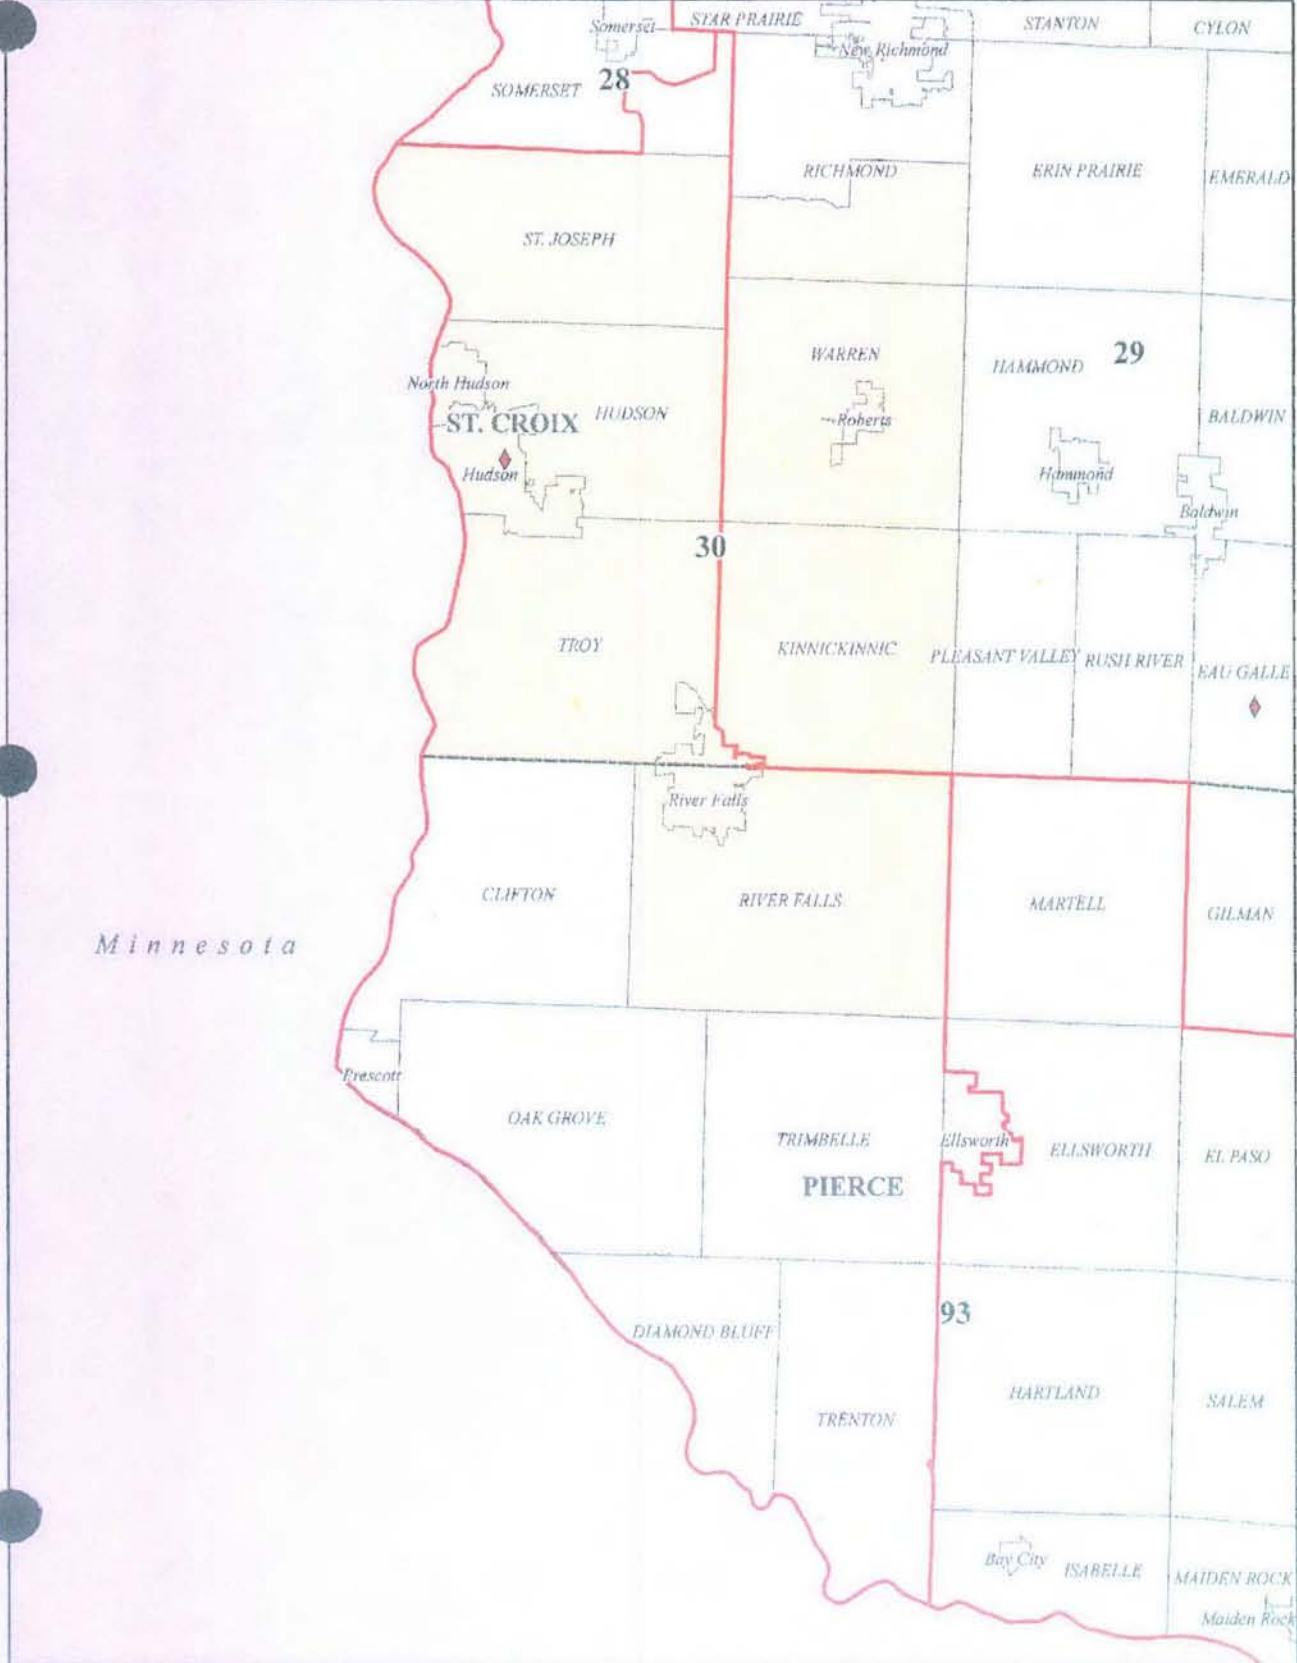 Somerset
STAR PRAIRIE
STANTON
CYLON
New Richmond
SOMERSET
28
RICHMOND
ERIN PRAIRIE
EMERALD
ST. JOSEPH
WARREN
HAMMOND
29
North Hudson
ST. CROIX
HUDSON
Roberts
BALDWIN
Hudson
Hammond
Baldwin
30
TROY
KINNICKINNIC
PLEASANT VALLEY
RUSH RIVER
EAU GALLE
River Falls
CLIFTON
RIVER FALLS
MARTELL
GILMAN
Minnesota
Prescott
OAK GROVE
TRIMBELLE
Ellsworth
ELLSWORTH
EL PASO
PIERCE
93
DIAMOND BLUFF
HARTLAND
SALEM
TRENTON
Bay City
ISABELLE
MAIDEN ROCK
Maiden Rock